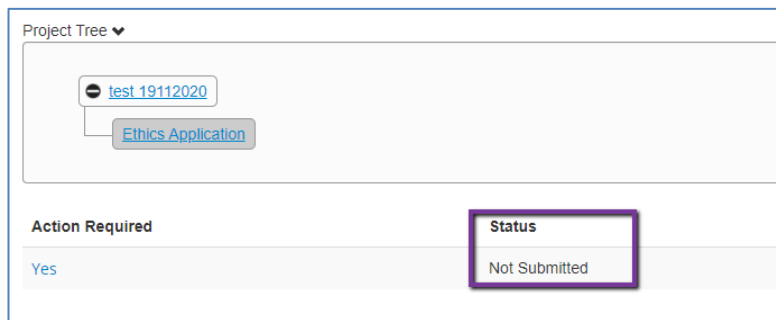 Project Tree
test 19112020
Ethics Application
Action Required Status
Yes Not Submitted